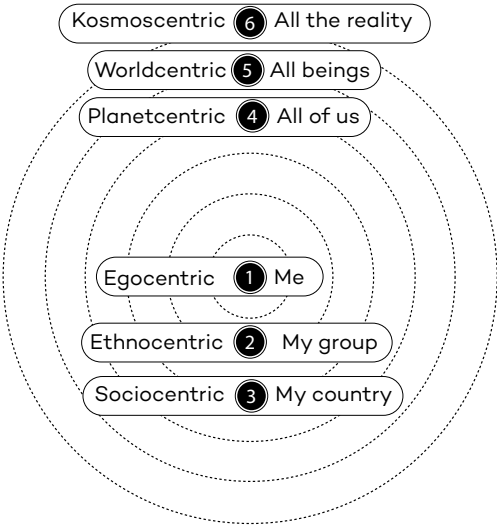 Kosmoscentric 6 All the reality
Worldcentric 5 All beings
Planetcentric 4 All of us
Egocentric 1 Me
Ethnocentric 2 My group
Sociocentric 3 My country